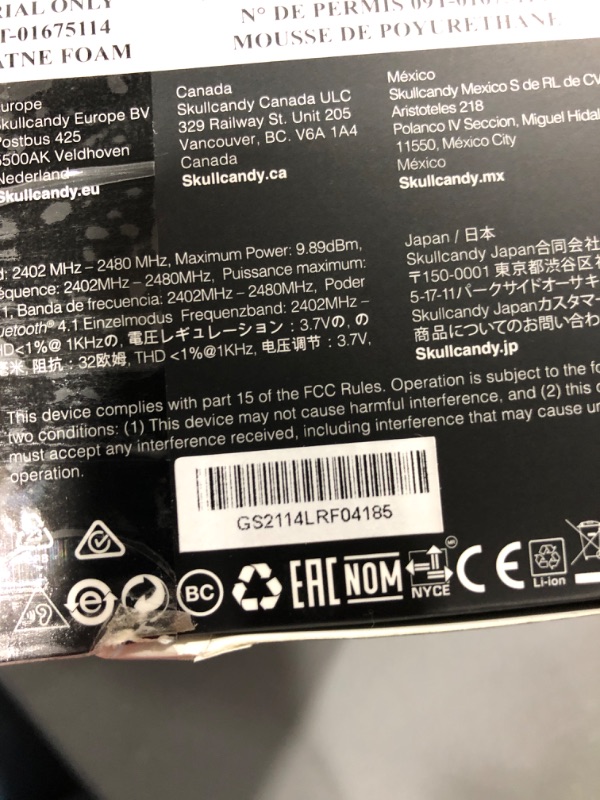 RIAL ONLY
T-01675114
ATNE FOAM
N° DE PERMIS 09T-0167
MOUSSE DE POYURETHANE
Europe
Skullcandy Europe BV
Postbus 425
5500AK Veldhoven
Nederland
Skullcandy.eu
Canada
Skullcandy Canada ULC
329 Railway St. Unit 205
Vancouver, BC. V6A 1A4
Canada
Skullcandy.ca
México
Skullcandy Mexico S de RL de CV
Aristoteles 218
Polanco IV Seccion, Miguel Hidal
11550, México City
México
Skullcandy.mx
d: 2402 MHz – 2480 MHz, Maximum Power: 9.89dBm,
équence: 2402MHz – 2480MHz, Puissance maximum:
.1, Banda de frecuencia: 2402MHz – 2480MHz, Poder
uetooth® 4.1 Einzelmodus Frequenzband: 2402MHz –
HD<1%@ 1KHzの, 電圧レギュレーション : 3.7Vの, の
毫米, 阻抗 : 32欧姆, THD <1%@ 1KHz, 电压调节 : 3.7V,
Japan / 日本
Skullcandy Japan合同会社
〒150-0001 東京都渋谷区
5-17-11パークサイドオーサキ
Skullcandy Japanカスタマー
商品についてのお問い合わ
Skullcandy.jp
This device complies with part 15 of the FCC Rules. Operation is subject to the fo
two conditions: (1) This device may not cause harmful interference, and (2) this d
must accept any interference received, including interference that may cause un
operation.
GS2114LRF04185
BC
EAC
NOM
NYCE
CE
Li-ion